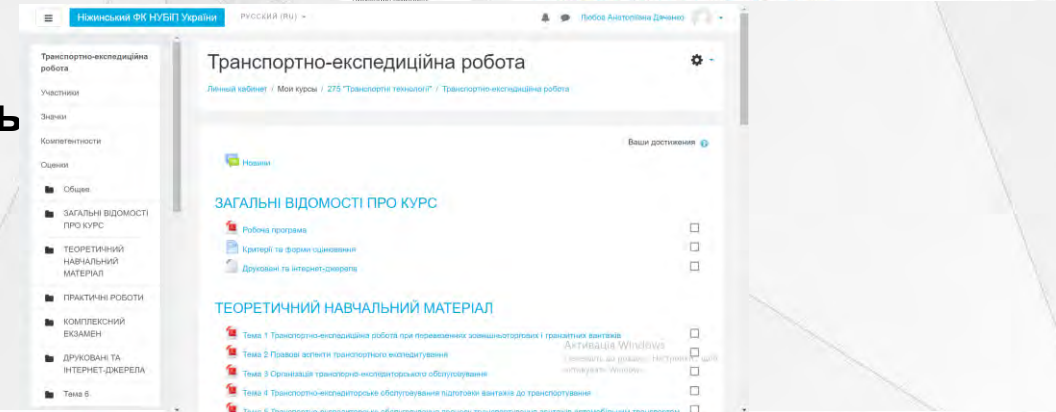 Ніжинський ФК НУБІП України
РУССКИЙ (RU)
Любов Анатоліївна Дяченко
Транспортно-експедиційна робота
Участники
Значки
Компетентности
Оценки
Общее
ЗАГАЛЬНІ ВІДОМОСТІ ПРО КУРС
ТЕОРЕТИЧНИЙ НАВЧАЛЬНИЙ МАТЕРІАЛ
ПРАКТИЧНІ РОБОТИ
КОМПЛЕКСНИЙ ЕКЗАМЕН
ДРУКОВАНІ ТА ІНТЕРНЕТ-ДЖЕРЕЛА
Тема 6.
ь
Транспортно-експедиційна робота
Личный кабинет / Мои курсы / 275 "Транспортні технології" / Транспортно-експедиційна робота
Ваши достижения
Новини
ЗАГАЛЬНІ ВІДОМОСТІ ПРО КУРС
Робоча програма
Критерії та форми оцінювання
Друковані та інтернет-джерела
ТЕОРЕТИЧНИЙ НАВЧАЛЬНИЙ МАТЕРІАЛ
Тема 1 Транспортно-експедиційна робота при перевезеннях зовнішньоторгових і транзитних вантажів
Тема 2 Правові аспекти транспортного експедитування
Тема 3 Організація транспортно-експедиторського обслуговування
Тема 4 Транспортно-експедиторське обслуговування підготовки вантажів до транспортування
Активація Windows